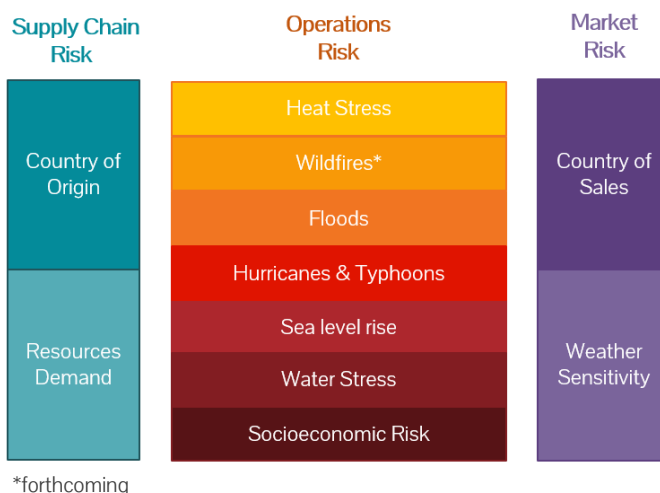 Supply Chain
Risk
Operations
Risk
Market
Risk
Country of
Origin
Resources
Demand
Heat Stress
Wildfires*
Floods
Hurricanes & Typhoons
Sea level rise
Water Stress
Socioeconomic Risk
Country of
Sales
Weather
Sensitivity
*forthcoming